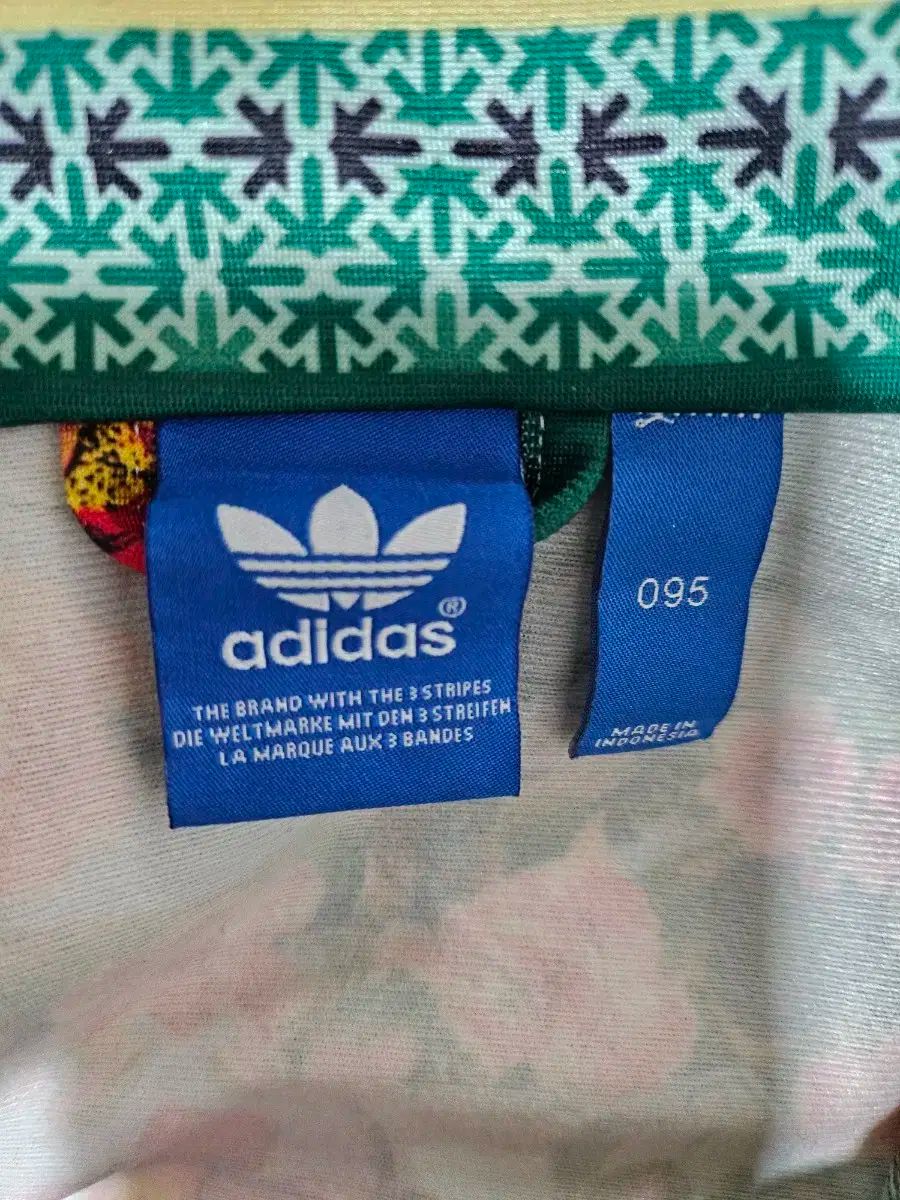 adidas®
THE BRAND WITH THE 3 STRIPES
DIE WELTMARKE MIT DEN 3 STREIFEN
LA MARQUE AUX 3 BANDES
095
MADE IN
INDONESIA